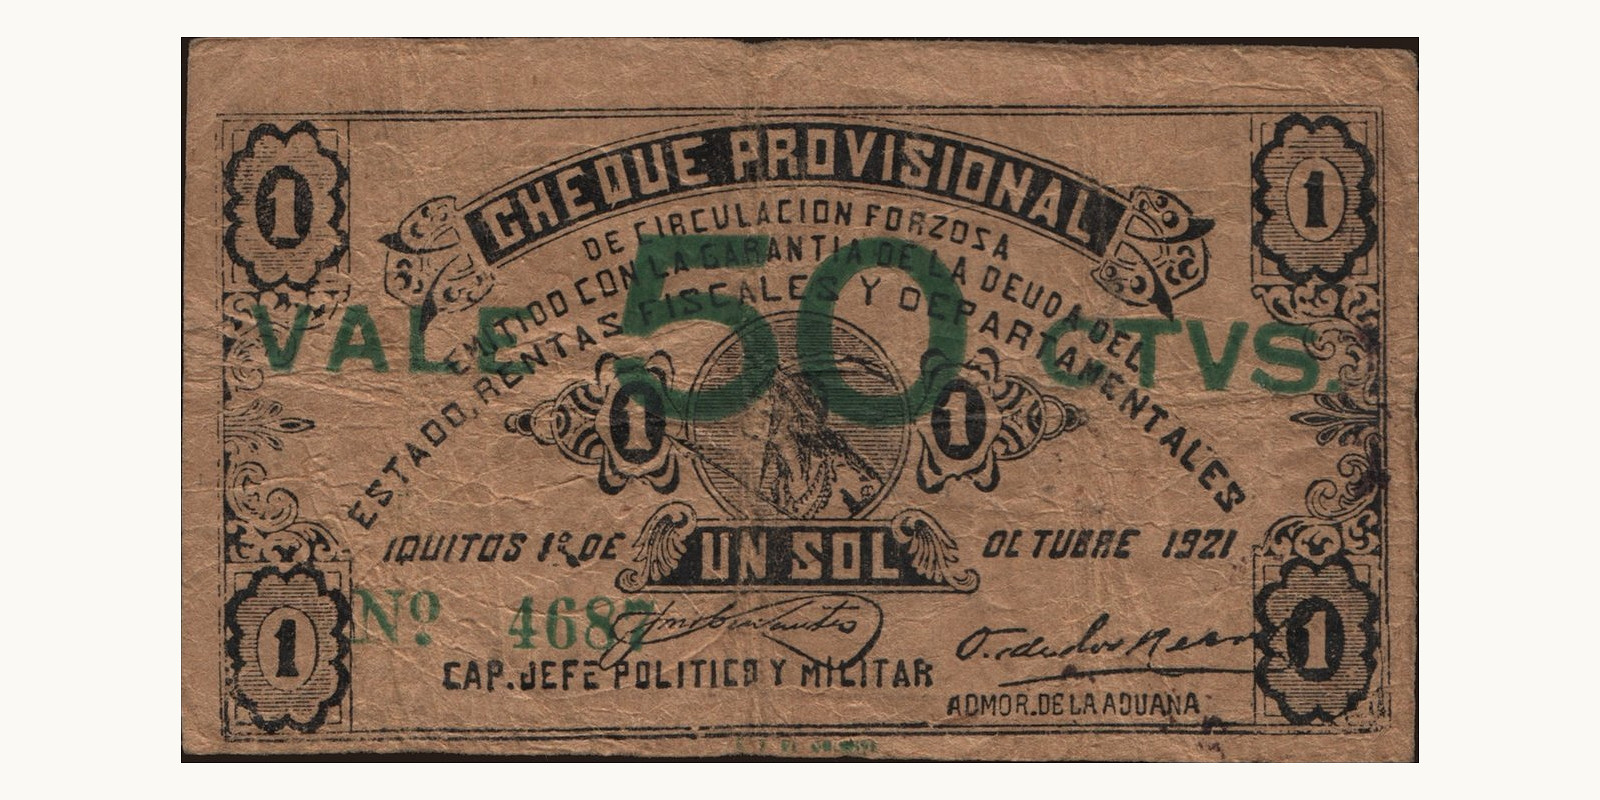 CHEQUE PROVISIONAL
DE CIRCULACION FORZOSA
EMITIDO CON LA GARANTIA DE LA DEUDA DEL
ESTADO, RENTAS FISCALES Y DEPARTAMENTALES
VALE 50 CTVS.
1 1
1 1
IQUITOS 1º DE OCTUBRE 1921
UN SOL
Nº 4687
CAP. JEFE POLITICO Y MILITAR
ADMOR. DE LA ADUANA
1 1